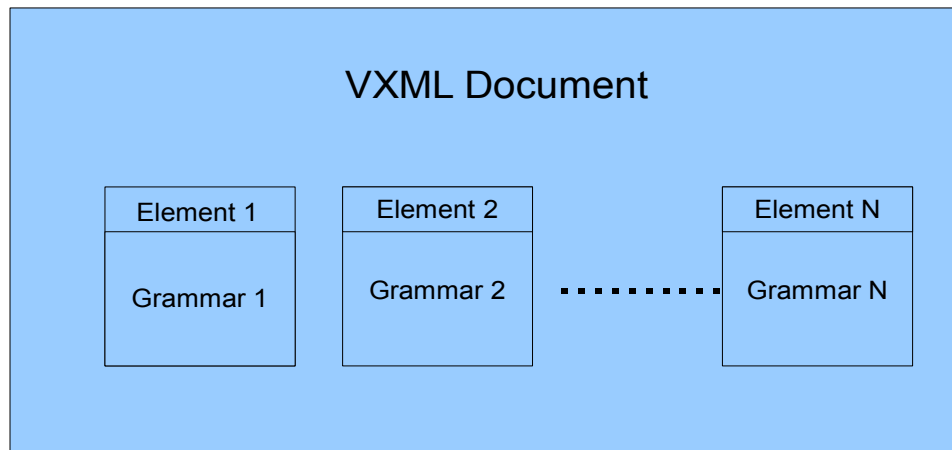 VXML Document
Element 1
Element 2
Element N
Grammar 1
Grammar 2
Grammar N